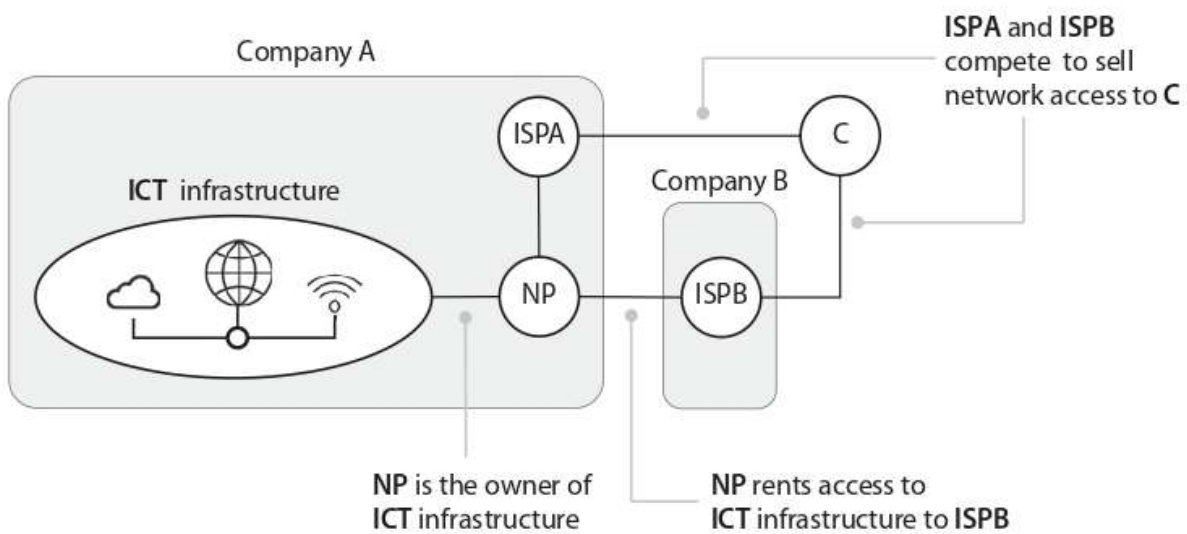 Company A
ISPA and ISPB
compete to sell
network access to C
ISPA
C
ICT infrastructure
Company B
NP
ISPB
NP is the owner of
ICT infrastructure
NP rents access to
ICT infrastructure to ISPB